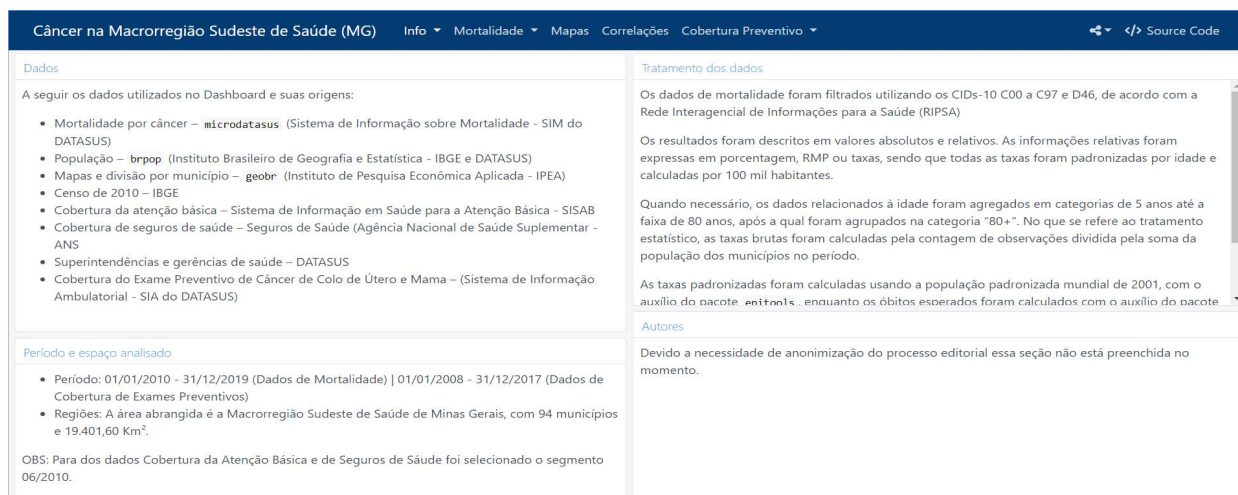 Câncer na Macrorregião Sudeste de Saúde (MG) Info Mortalidade Mapas Correlações Cobertura Preventivo </> Source Code
Dados
A seguir os dados utilizados no Dashboard e suas origens:
• Mortalidade por câncer – microdatasus (Sistema de Informação sobre Mortalidade - SIM do
DATASUS)
• População – brpop (Instituto Brasileiro de Geografia e Estatística - IBGE e DATASUS)
• Mapas e divisão por município – geobr (Instituto de Pesquisa Econômica Aplicada - IPEA)
• Censo de 2010 – IBGE
• Cobertura da atenção básica – Sistema de Informação em Saúde para a Atenção Básica - SISAB
• Cobertura de seguros de saúde – Seguros de Saúde (Agência Nacional de Saúde Suplementar -
ANS
• Superintendências e gerências de saúde – DATASUS
• Cobertura do Exame Preventivo de Câncer de Colo de Útero e Mama – (Sistema de Informação
Ambulatorial - SIA do DATASUS)
Período e espaço analisado
• Período: 01/01/2010 - 31/12/2019 (Dados de Mortalidade) | 01/01/2008 - 31/12/2017 (Dados de
Cobertura de Exames Preventivos)
• Regiões: A área abrangida é a Macrorregião Sudeste de Saúde de Minas Gerais, com 94 municípios
e 19.401,60 Km².
OBS: Para dos dados Cobertura da Atenção Básica e de Seguros de Sáude foi selecionado o segmento
06/2010.
Tratamento dos dados
Os dados de mortalidade foram filtrados utilizando os CIDs-10 C00 a C97 e D46, de acordo com a
Rede Interagencial de Informações para a Saúde (RIPSA)
Os resultados foram descritos em valores absolutos e relativos. As informações relativas foram
expressas em porcentagem, RMP ou taxas, sendo que todas as taxas foram padronizadas por idade e
calculadas por 100 mil habitantes.
Quando necessário, os dados relacionados à idade foram agregados em categorias de 5 anos até a
faixa de 80 anos, após a qual foram agrupados na categoria "80+". No que se refere ao tratamento
estatístico, as taxas brutas foram calculadas pela contagem de observações dividida pela soma da
população dos municípios no período.
As taxas padronizadas foram calculadas usando a população padronizada mundial de 2001, com o
auxílio do pacote epitools, enquanto os óbitos esperados foram calculados com o auxílio do pacote
Autores
Devido a necessidade de anonimização do processo editorial essa seção não está preenchida no
momento.